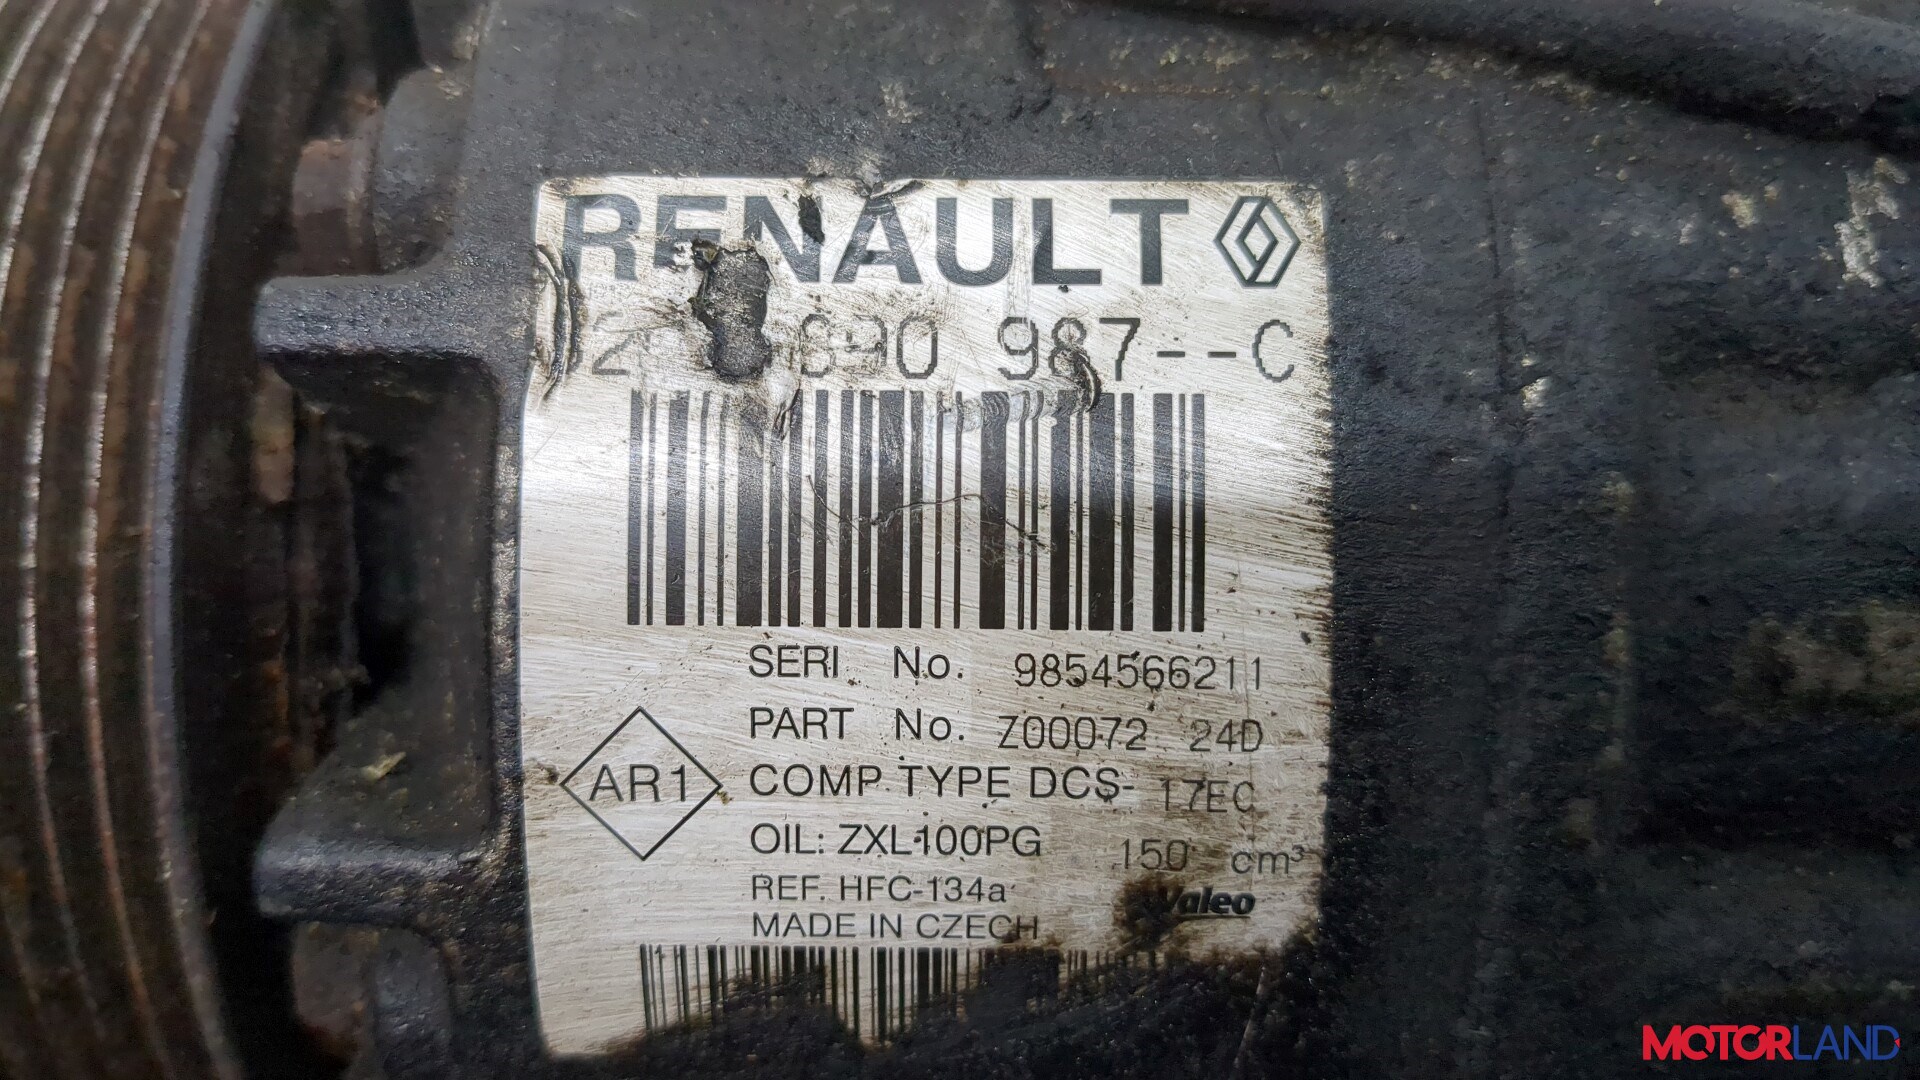 RENAULT
690 987--C
SERI No. 9854566211
PART No. Z00072 24D
AR1
COMP TYPE DCS- 17EC
OIL: ZXL100PG 150 cm³
REF. HFC-134a
MADE IN CZECH
Valeo
MOTORLAND